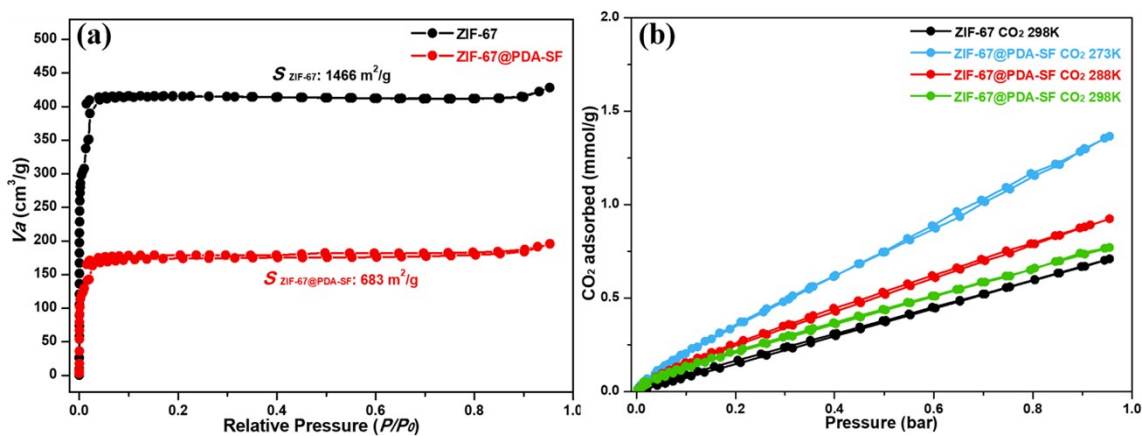 (a)
ZIF-67
ZIF-67@PDA-SF
S ZIF-67: 1466 m²/g
S ZIF-67@PDA-SF: 683 m²/g
Va (cm³/g)
500
450
400
350
300
250
200
150
100
50
0
0.0 0.2 0.4 0.6 0.8 1.0
Relative Pressure (P/P₀)
(b)
ZIF-67 CO₂ 298K
ZIF-67@PDA-SF CO₂ 273K
ZIF-67@PDA-SF CO₂ 288K
ZIF-67@PDA-SF CO₂ 298K
CO₂ adsorbed (mmol/g)
2.0
1.5
1.0
0.5
0.0
0.0 0.2 0.4 0.6 0.8 1.0
Pressure (bar)